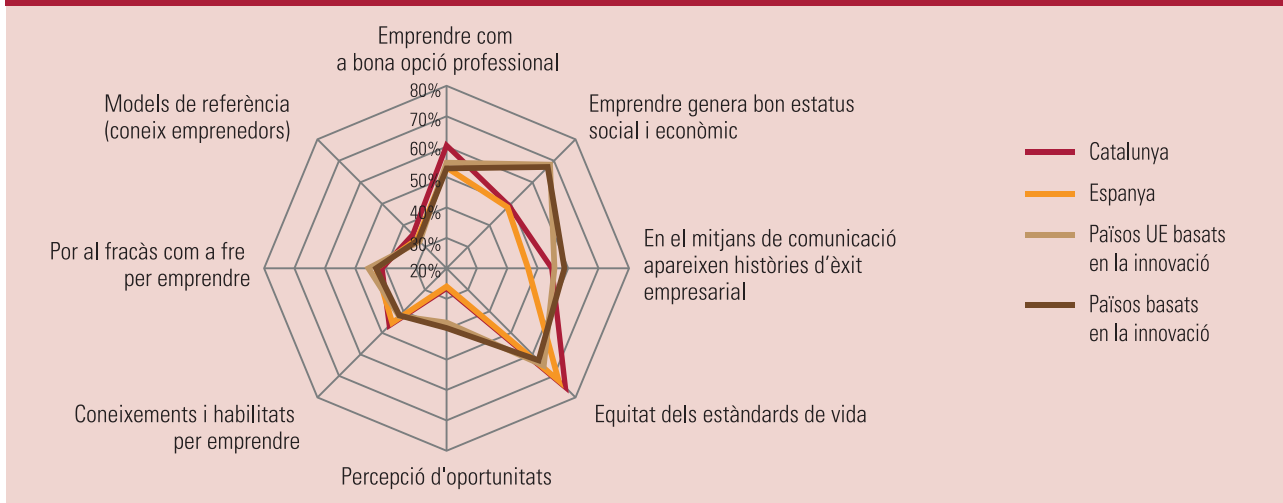 Emprendre com
a bona opció professional
Models de referència
(coneix emprenedors)
Emprendre genera bon estatus
social i econòmic
80%
70%
60%
50%
40%
30%
20%
Por al fracàs com a fre
per emprendre
En el mitjans de comunicació
apareixen històries d'èxit
empresarial
Coneixements i habilitats
per emprendre
Equitat dels estàndards de vida
Percepció d'oportunitats
Catalunya
Espanya
Països UE basats
en la innovació
Països basats
en la innovació